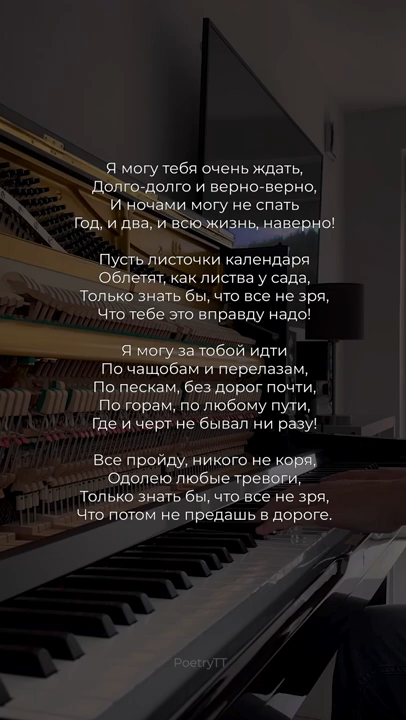 Я могу тебя очень ждать,
Долго-долго и верно-верно,
И ночами могу не спать
Год, и два, и всю жизнь, наверно!
Пусть листочки календаря
Облетят, как листва у сада,
Только знать бы, что все не зря,
Что тебе это вправду надо!
Я могу за тобой идти
По чащобам и перелазам,
По пескам, без дорог почти,
По горам, по любому пути,
Где и черт не бывал ни разу!
Все пройду, никого не коря,
Одолею любые тревоги,
Только знать бы, что все не зря,
Что потом не предашь в дороге.
PoetryTT